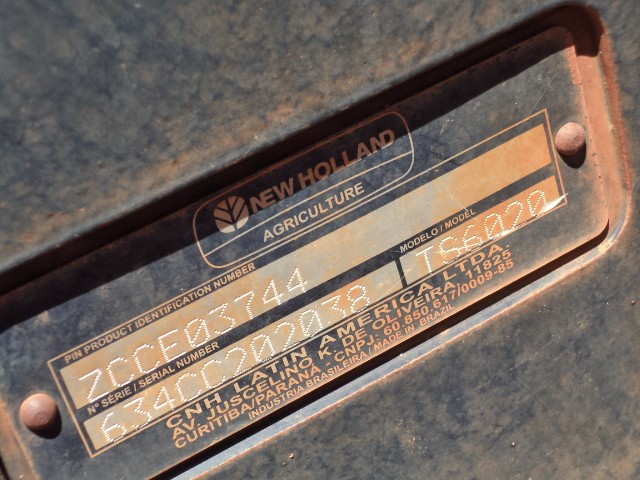 NEW HOLLAND
AGRICULTURE
PIN PRODUCT IDENTIFICATION NUMBER
ZCCF03744
Nº SÉRIE / SERIAL NUMBER
MODELO / MODEL
634CC202038
TS6020
CNH LATIN AMERICA LTDA.
AV. JUSCELINO K. DE OLIVEIRA, 11825
CURITIBA/PARANÁ - CNPJ: 60-850.617/0009-85
INDÚSTRIA BRASILEIRA / MADE IN BRAZIL